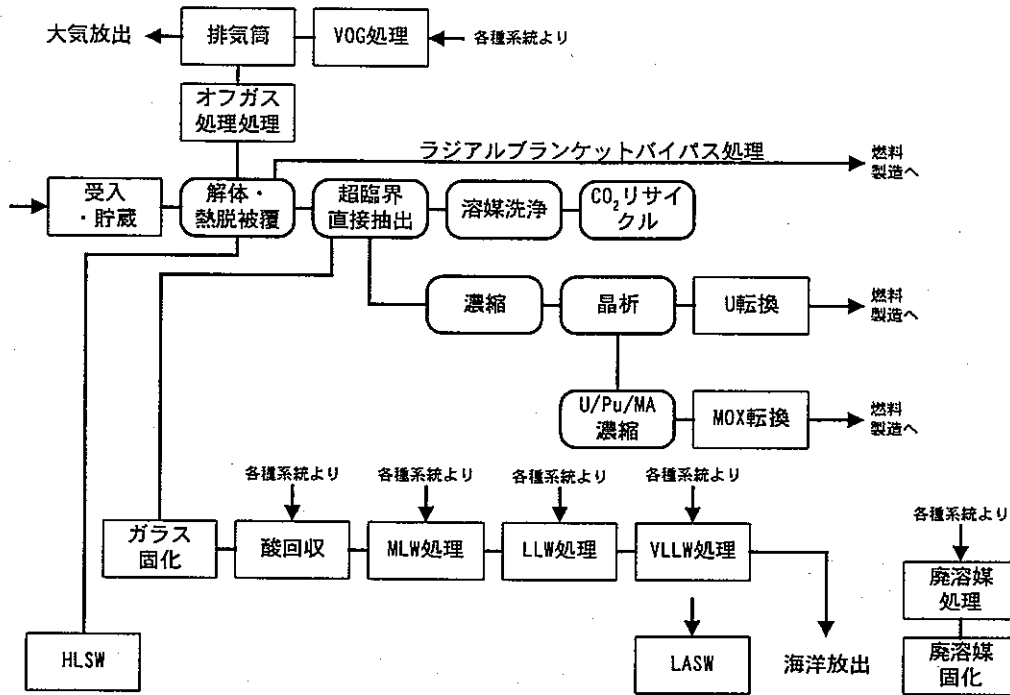 大気放出
排気筒
VOG処理
各種系統より
オフガス
処理処理
ラジアルブランケットバイパス処理
燃料
製造へ
受入
・貯蔵
解体・
熱脱被覆
超臨界
直接抽出
溶媒洗浄
CO₂リサイ
クル
濃縮
晶析
U転換
燃料
製造へ
U/Pu/MA
濃縮
MOX転換
燃料
製造へ
各種系統より
各種系統より
各種系統より
各種系統より
各種系統より
ガラス
固化
酸回収
MLW処理
LLW処理
VLLW処理
廃溶媒
処理
HLSW
LASW
海洋放出
廃溶媒
固化